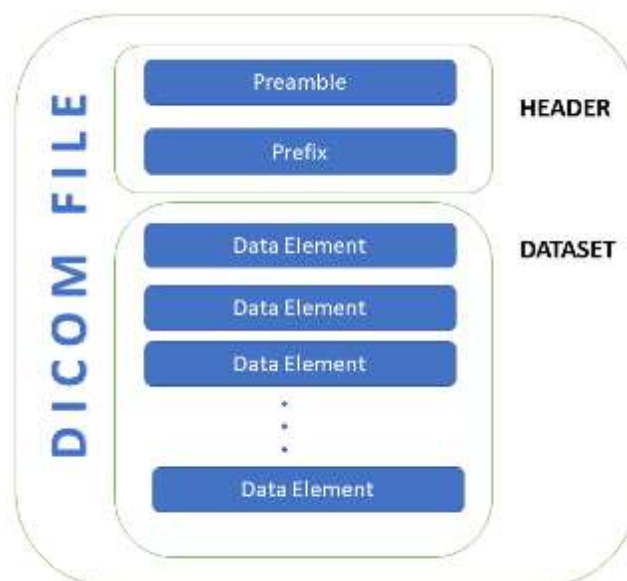 DICOM FILE
HEADER
Preamble
Prefix
DATASET
Data Element
Data Element
Data Element
Data Element